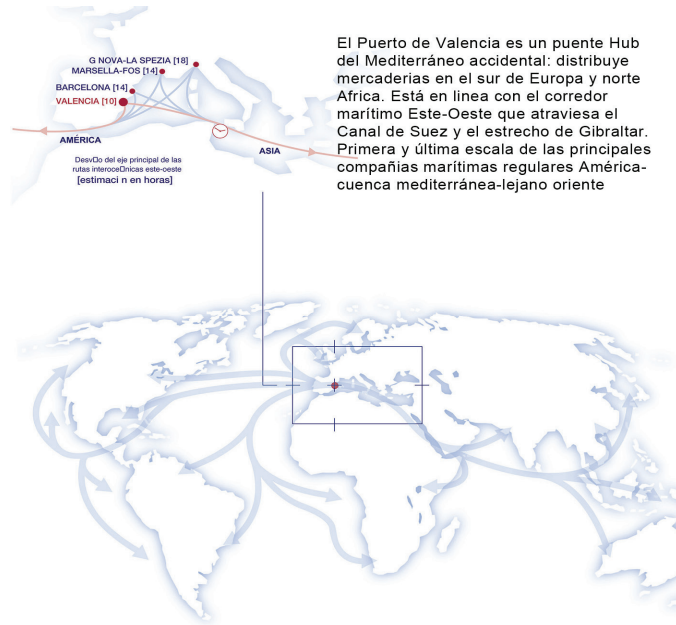 G NOVA-LA SPEZIA [18]
MARSELLA-FOS [14]
BARCELONA [14]
VALENCIA [10]
AMÉRICA
ASIA
Desv□o del eje principal de las
rutas interoce□nicas este-oeste
[estimaci n en horas]
El Puerto de Valencia es un puente Hub
del Mediterráneo accidental: distribuye
mercaderias en el sur de Europa y norte
Africa. Está en linea con el corredor
marítimo Este-Oeste que atraviesa el
Canal de Suez y el estrecho de Gibraltar.
Primera y última escala de las principales
compañias marítimas regulares América-
cuenca mediterránea-lejano oriente